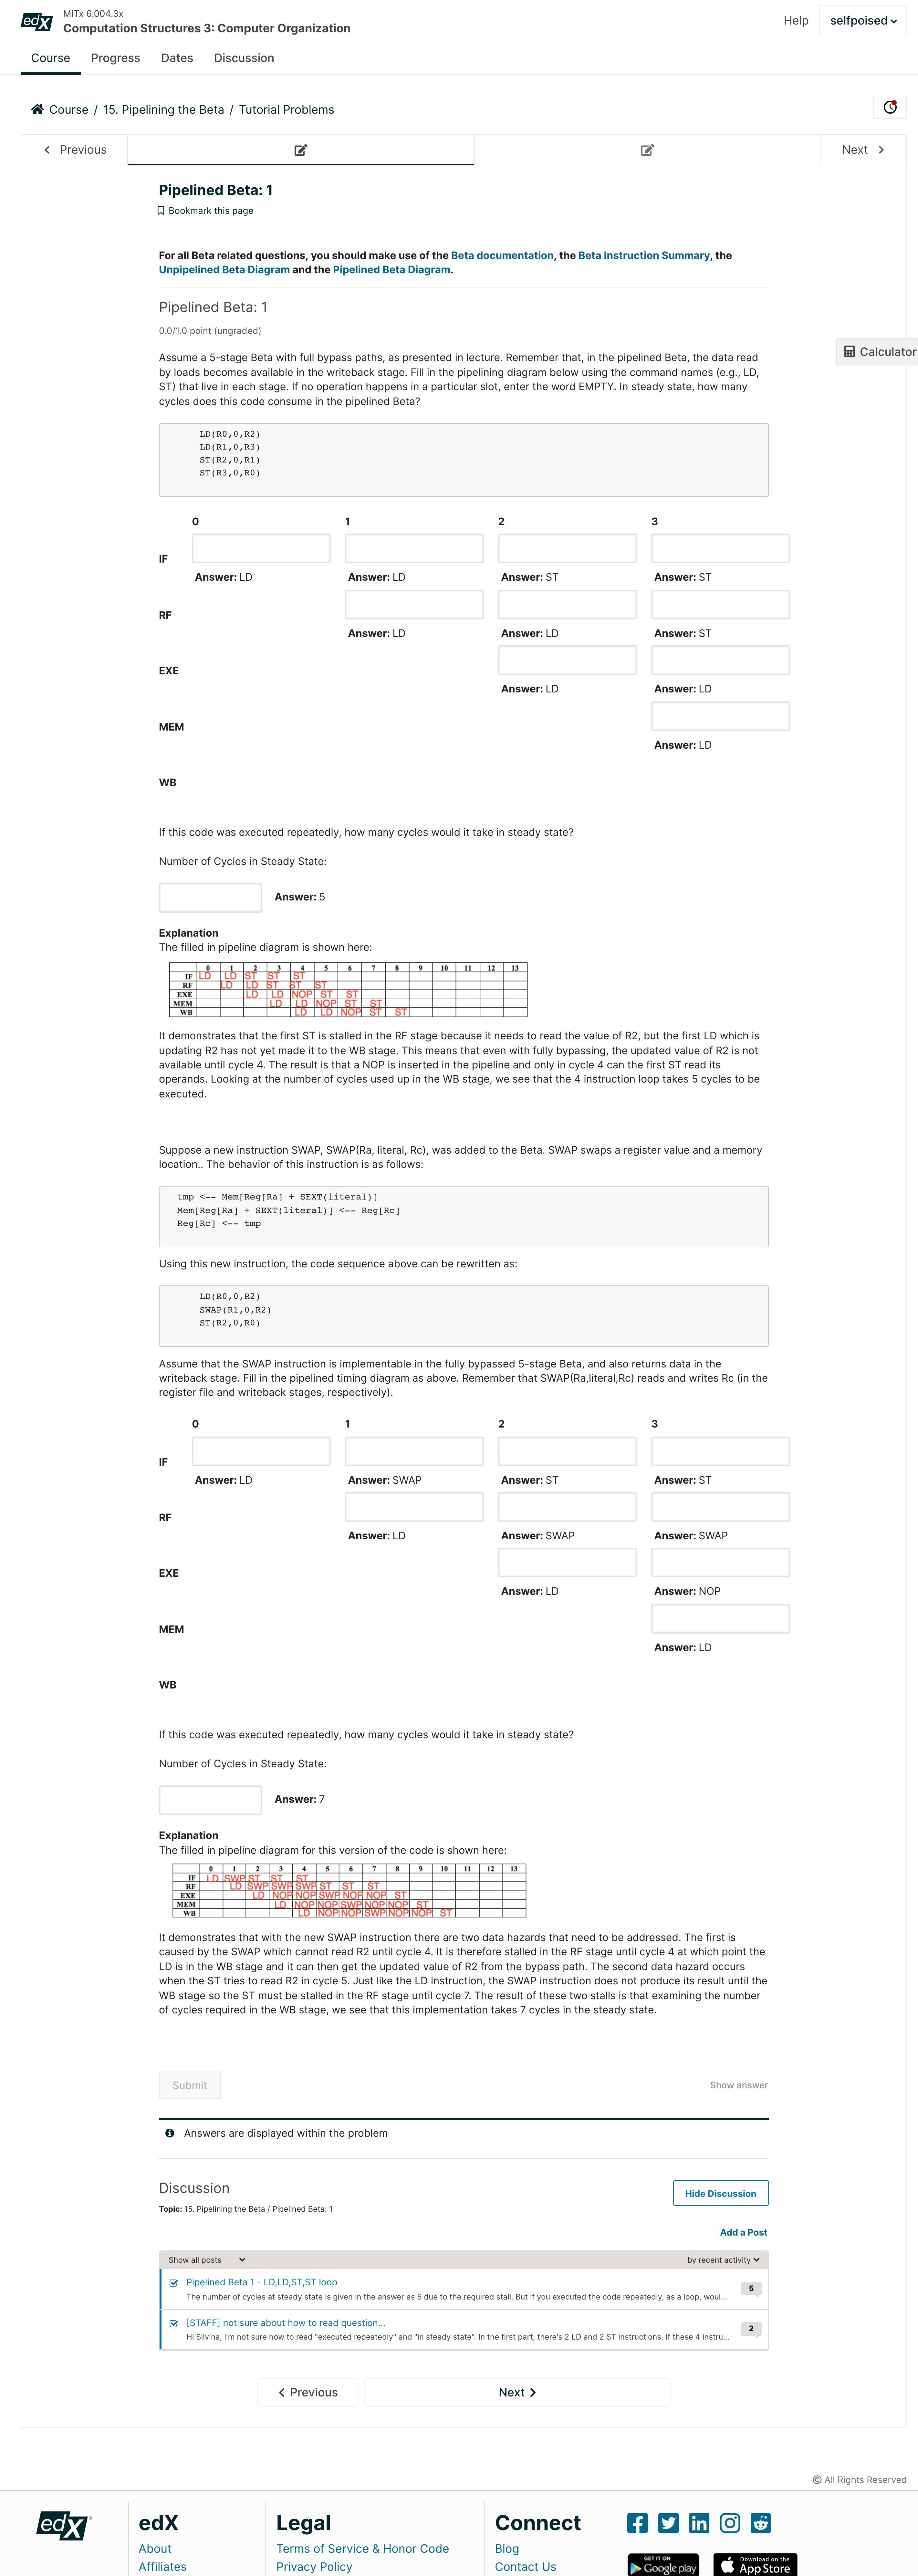 edX
MITx 6.004.3x
Computation Structures 3: Computer Organization
Help
selfpoised
Course Progress Dates Discussion
Course / 15. Pipelining the Beta / Tutorial Problems
Previous
Next
Pipelined Beta: 1
Bookmark this page
For all Beta related questions, you should make use of the Beta documentation, the Beta Instruction Summary, the
Unpipelined Beta Diagram and the Pipelined Beta Diagram.
Pipelined Beta: 1
0.0/1.0 point (ungraded)
Calculator
Assume a 5-stage Beta with full bypass paths, as presented in lecture. Remember that, in the pipelined Beta, the data read
by loads becomes available in the writeback stage. Fill in the pipelining diagram below using the command names (e.g., LD,
ST) that live in each stage. If no operation happens in a particular slot, enter the word EMPTY. In steady state, how many
cycles does this code consume in the pipelined Beta?
LD(R0,0,R2)
LD(R1,0,R3)
ST(R2,0,R1)
ST(R3,0,R0)
0 1 2 3
IF
Answer: LD Answer: LD Answer: ST Answer: ST
RF
Answer: LD Answer: LD Answer: ST
EXE
Answer: LD Answer: LD
MEM
Answer: LD
WB
If this code was executed repeatedly, how many cycles would it take in steady state?
Number of Cycles in Steady State:
Answer: 5
Explanation
The filled in pipeline diagram is shown here:
0 1 2 3 4 5 6 7 8 9 10 11 12 13
IF LD LD ST ST ST
RF LD LD ST ST ST
EXE LD LD NOP ST ST
MEM LD LD NOP ST ST
WB LD LD NOP ST ST
It demonstrates that the first ST is stalled in the RF stage because it needs to read the value of R2, but the first LD which is
updating R2 has not yet made it to the WB stage. This means that even with fully bypassing, the updated value of R2 is not
available until cycle 4. The result is that a NOP is inserted in the pipeline and only in cycle 4 can the first ST read its
operands. Looking at the number of cycles used up in the WB stage, we see that the 4 instruction loop takes 5 cycles to be
executed.
Suppose a new instruction SWAP, SWAP(Ra, literal, Rc), was added to the Beta. SWAP swaps a register value and a memory
location.. The behavior of this instruction is as follows:
tmp <-- Mem[Reg[Ra] + SEXT(literal)]
Mem[Reg[Ra] + SEXT(literal)] <-- Reg[Rc]
Reg[Rc] <-- tmp
Using this new instruction, the code sequence above can be rewritten as:
LD(R0,0,R2)
SWAP(R1,0,R2)
ST(R2,0,R0)
Assume that the SWAP instruction is implementable in the fully bypassed 5-stage Beta, and also returns data in the
writeback stage. Fill in the pipelined timing diagram as above. Remember that SWAP(Ra,literal,Rc) reads and writes Rc (in the
register file and writeback stages, respectively).
0 1 2 3
IF
Answer: LD Answer: SWAP Answer: ST Answer: ST
RF
Answer: LD Answer: SWAP Answer: SWAP
EXE
Answer: LD Answer: NOP
MEM
Answer: LD
WB
If this code was executed repeatedly, how many cycles would it take in steady state?
Number of Cycles in Steady State:
Answer: 7
Explanation
The filled in pipeline diagram for this version of the code is shown here:
0 1 2 3 4 5 6 7 8 9 10 11 12 13
IF LD SWP ST ST ST
RF LD SWP SWP SWP ST ST ST
EXE LD NOP NOP SWP NOP NOP ST
MEM LD NOP NOP SWP NOP NOP ST
WB LD NOP NOP SWP NOP NOP ST
It demonstrates that with the new SWAP instruction there are two data hazards that need to be addressed. The first is
caused by the SWAP which cannot read R2 until cycle 4. It is therefore stalled in the RF stage until cycle 4 at which point the
LD is in the WB stage and it can then get the updated value of R2 from the bypass path. The second data hazard occurs
when the ST tries to read R2 in cycle 5. Just like the LD instruction, the SWAP instruction does not produce its result until the
WB stage so the ST must be stalled in the RF stage until cycle 7. The result of these two stalls is that examining the number
of cycles required in the WB stage, we see that this implementation takes 7 cycles in the steady state.
Submit
Show answer
Answers are displayed within the problem
Discussion
Hide Discussion
Topic: 15. Pipelining the Beta / Pipelined Beta: 1
Add a Post
Show all posts
by recent activity
Pipelined Beta 1 - LD,LD,ST,ST loop
The number of cycles at steady state is given in the answer as 5 due to the required stall. But if you executed the code repeatedly, as a loop, woul...
5
[STAFF] not sure about how to read question...
Hi Silvina, I'm not sure how to read "executed repeatedly" and "in steady state". In the first part, there's 2 LD and 2 ST instructions. If these 4 instru...
2
Previous
Next
© All Rights Reserved
edX
edX
Legal
Connect
About
Terms of Service & Honor Code
Blog
Affiliates
Privacy Policy
Contact Us
GET IT ON
Google play
Download on the
App Store